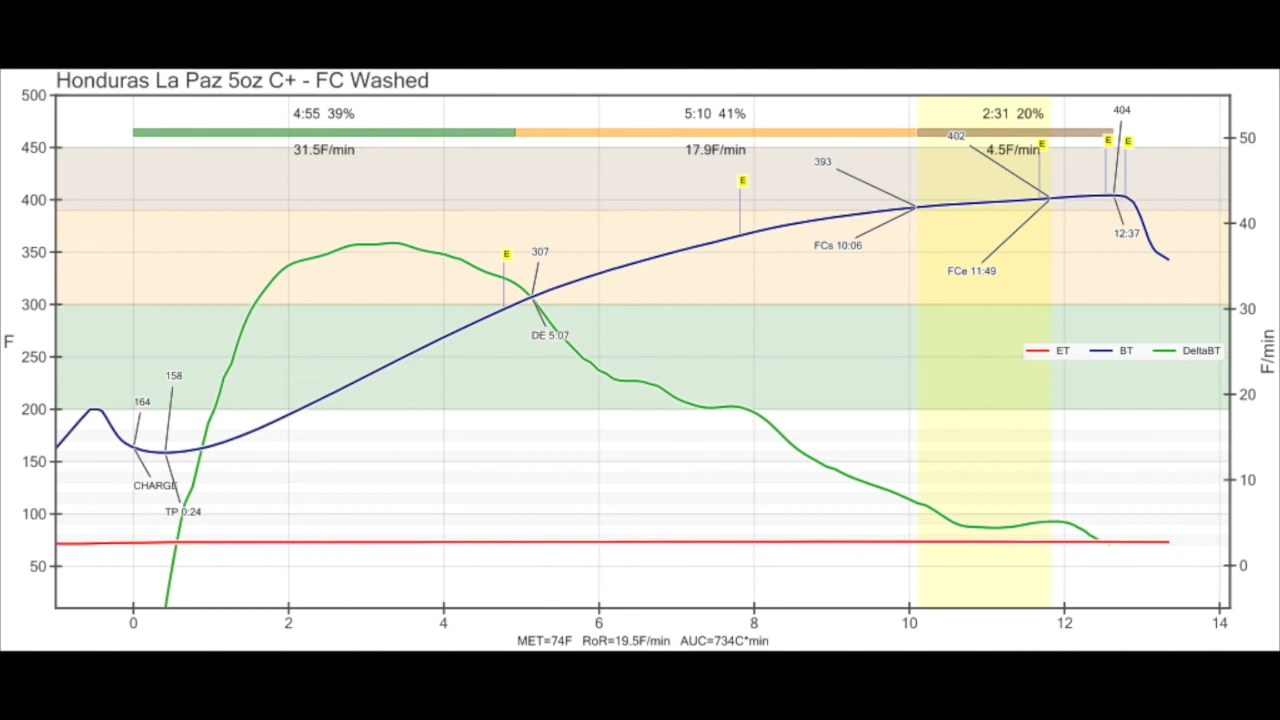 Honduras La Paz 5oz C+ - FC Washed
500
450
400
350
300
250
200
150
100
50
F
4:55 39%
5:10 41%
2:31 20%
31.5F/min
17.9F/min
4.5F/min
404
402
393
307
158
164
E
E
E
E
E
CHARGE
TP 0:24
DE 5:07
FCs 10:06
FCe 11:49
12:37
ET BT DeltaBT
50
40
30
20
10
0
F/min
0 2 4 6 8 10 12 14
MET=74F RoR=19.5F/min AUC=734C*min